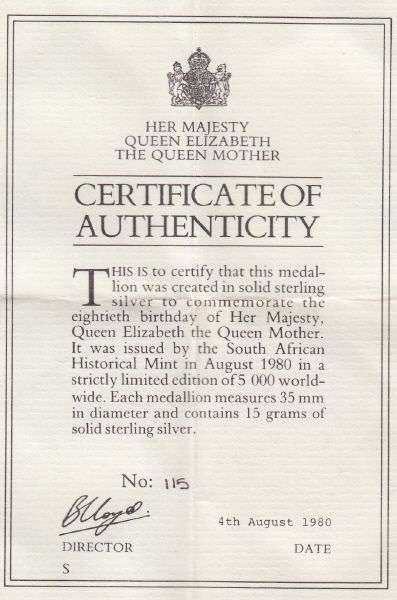 HER MAJESTY
QUEEN ELIZABETH
THE QUEEN MOTHER
CERTIFICATE OF
AUTHENTICITY
THIS IS to certify that this medal-
lion was created in solid sterling
silver to commemorate the
eightieth birthday of Her Majesty,
Queen Elizabeth the Queen Mother.
It was issued by the South African
Historical Mint in August 1980 in a
strictly limited edition of 5 000 world-
wide. Each medallion measures 35 mm
in diameter and contains 15 grams of
solid sterling silver.
No: 115
4th August 1980
DIRECTOR DATE
S